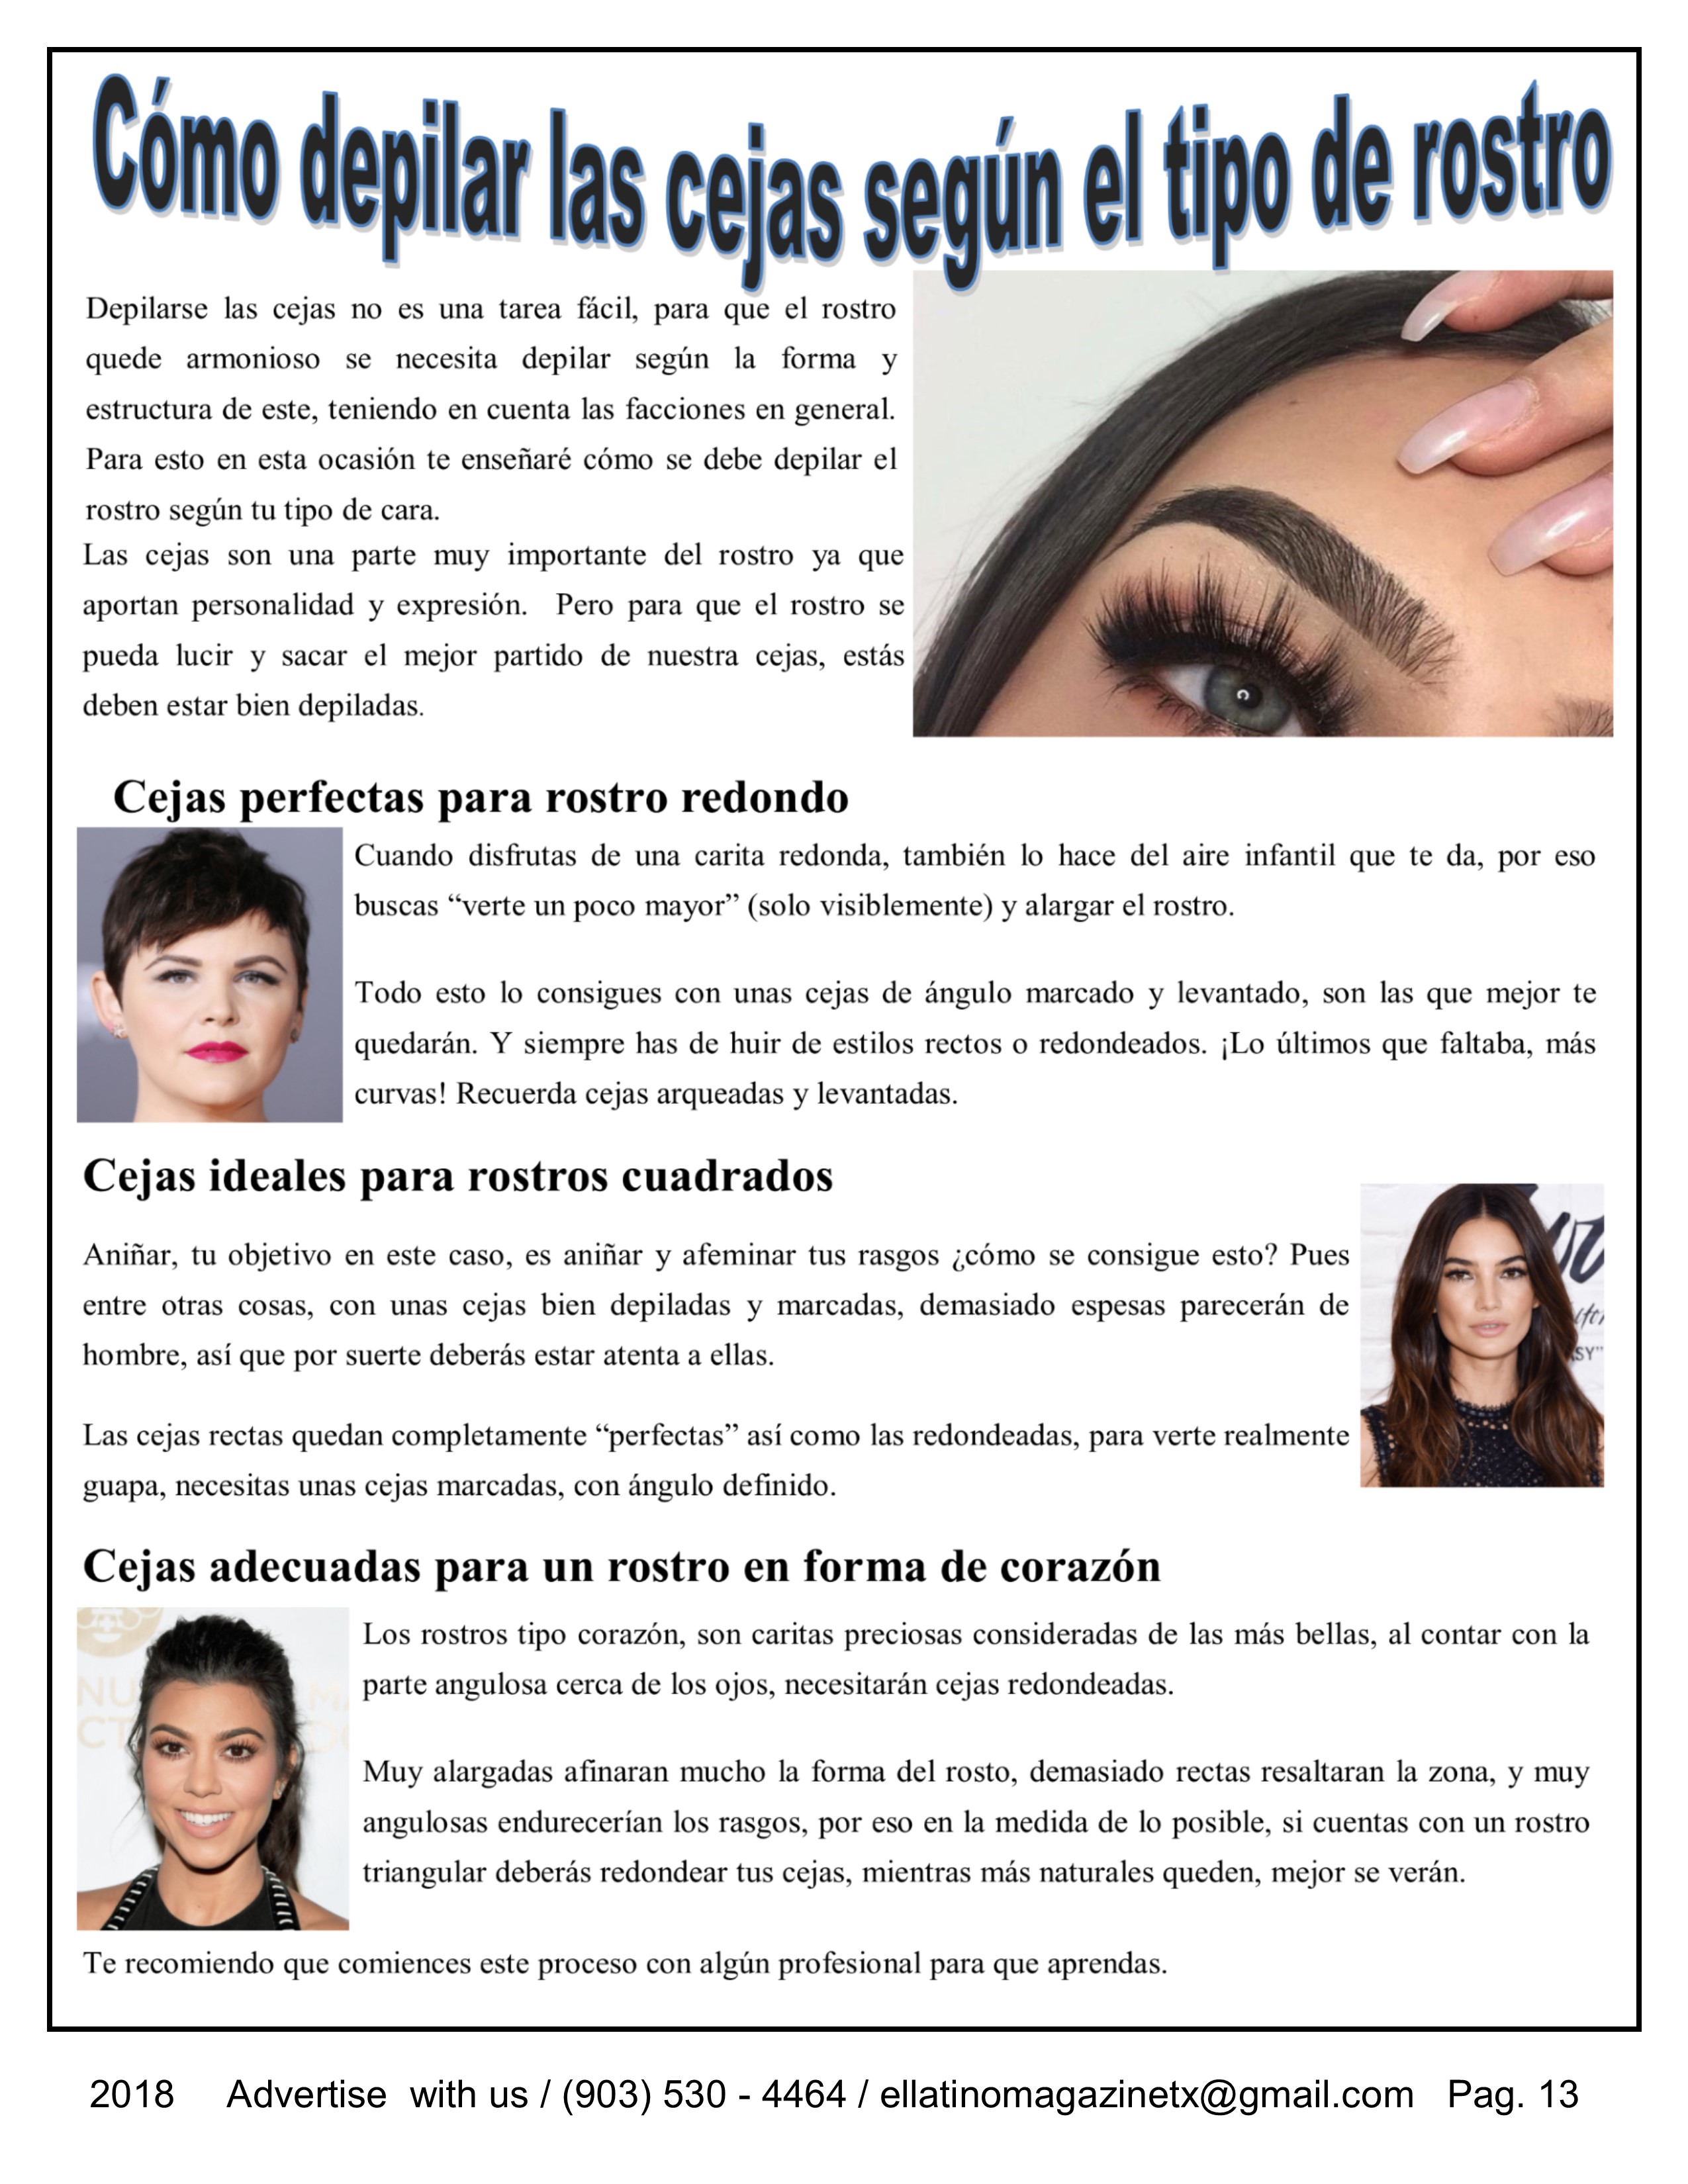 Cómo depilar las cejas según el tipo de rostro
Depilarse las cejas no es una tarea fácil, para que el rostro
quede armonioso se necesita depilar según la forma y
estructura de este, teniendo en cuenta las facciones en general.
Para esto en esta ocasión te enseñaré cómo se debe depilar el
rostro según tu tipo de cara.
Las cejas son una parte muy importante del rostro ya que
aportan personalidad y expresión. Pero para que el rostro se
pueda lucir y sacar el mejor partido de nuestra cejas, estás
deben estar bien depiladas.
Cejas perfectas para rostro redondo
Cuando disfrutas de una carita redonda, también lo hace del aire infantil que te da, por eso
buscas “verte un poco mayor” (solo visiblemente) y alargar el rostro.
Todo esto lo consigues con unas cejas de ángulo marcado y levantado, son las que mejor te
quedarán. Y siempre has de huir de estilos rectos o redondeados. ¡Lo últimos que faltaba, más
curvas! Recuerda cejas arqueadas y levantadas.
Cejas ideales para rostros cuadrados
Aniñar, tu objetivo en este caso, es aniñar y afeminar tus rasgos ¿cómo se consigue esto? Pues
entre otras cosas, con unas cejas bien depiladas y marcadas, demasiado espesas parecerán de
hombre, así que por suerte deberás estar atenta a ellas.
Las cejas rectas quedan completamente “perfectas” así como las redondeadas, para verte realmente
guapa, necesitas unas cejas marcadas, con ángulo definido.
SY"
Cejas adecuadas para un rostro en forma de corazón
Los rostros tipo corazón, son caritas preciosas consideradas de las más bellas, al contar con la
parte angulosa cerca de los ojos, necesitarán cejas redondeadas.
NU
CT
Muy alargadas afinaran mucho la forma del rosto, demasiado rectas resaltaran la zona, y muy
angulosas endurecerían los rasgos, por eso en la medida de lo posible, si cuentas con un rostro
triangular deberás redondear tus cejas, mientras más naturales queden, mejor se verán.
Te recomiendo que comiences este proceso con algún profesional para que aprendas.
2018 Advertise with us / (903) 530 - 4464 / ellatinomagazinetx@gmail.com Pag. 13